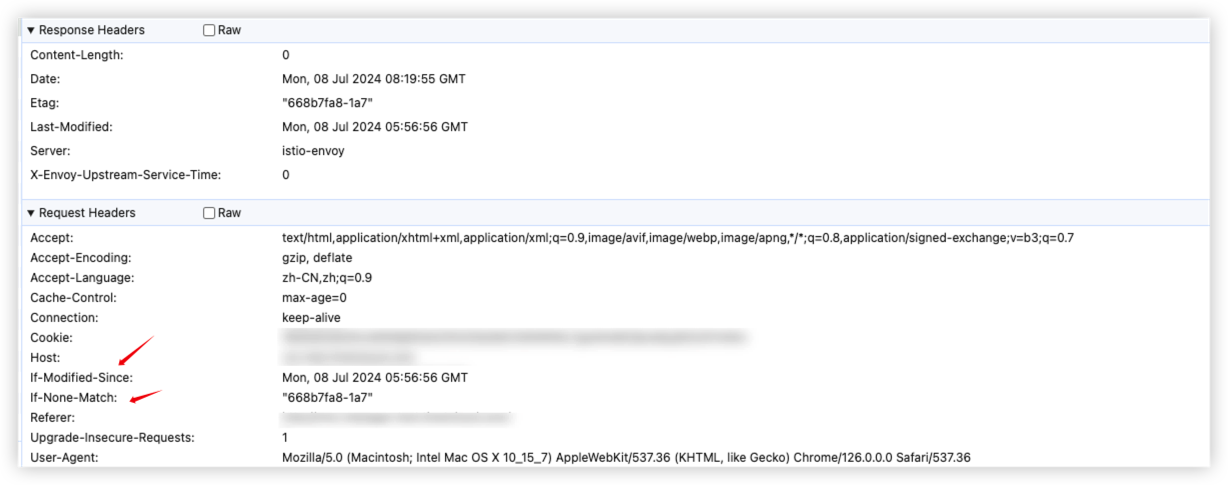 Response Headers Raw
Content-Length: 0
Date: Mon, 08 Jul 2024 08:19:55 GMT
Etag: "668b7fa8-1a7"
Last-Modified: Mon, 08 Jul 2024 05:56:56 GMT
Server: istio-envoy
X-Envoy-Upstream-Service-Time: 0
Request Headers Raw
Accept: text/html,application/xhtml+xml,application/xml;q=0.9,image/avif,image/webp,image/apng,*/*;q=0.8,application/signed-exchange;v=b3;q=0.7
Accept-Encoding: gzip, deflate
Accept-Language: zh-CN,zh;q=0.9
Cache-Control: max-age=0
Connection: keep-alive
Cookie:
Host:
If-Modified-Since: Mon, 08 Jul 2024 05:56:56 GMT
If-None-Match: "668b7fa8-1a7"
Referer:
Upgrade-Insecure-Requests: 1
User-Agent: Mozilla/5.0 (Macintosh; Intel Mac OS X 10_15_7) AppleWebKit/537.36 (KHTML, like Gecko) Chrome/126.0.0.0 Safari/537.36